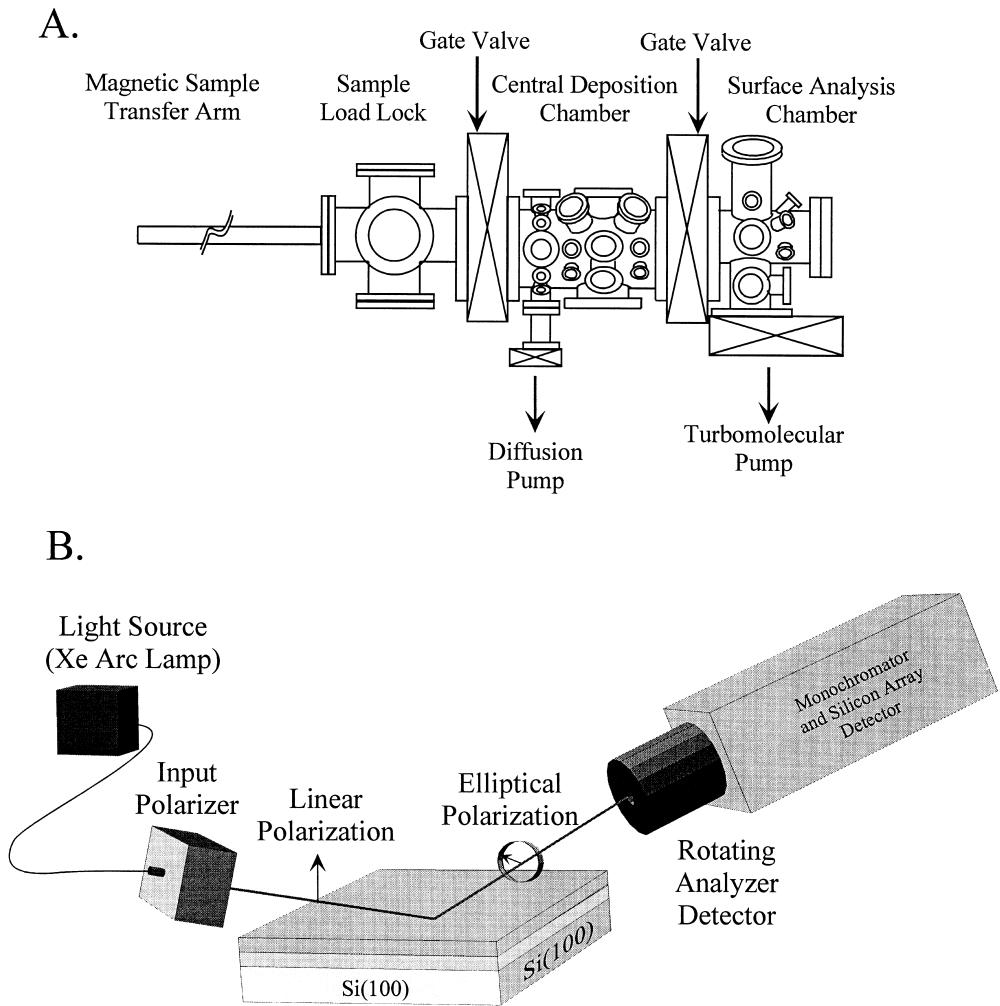 A.
Gate Valve
Gate Valve
Magnetic Sample
Transfer Arm
Sample
Load Lock
Central Deposition
Chamber
Surface Analysis
Chamber
Diffusion
Pump
Turbomolecular
Pump
B.
Light Source
(Xe Arc Lamp)
Input
Polarizer
Linear
Polarization
Elliptical
Polarization
Monochromator
and Silicon Array
Detector
Rotating
Analyzer
Detector
Si(100)
Si(100)